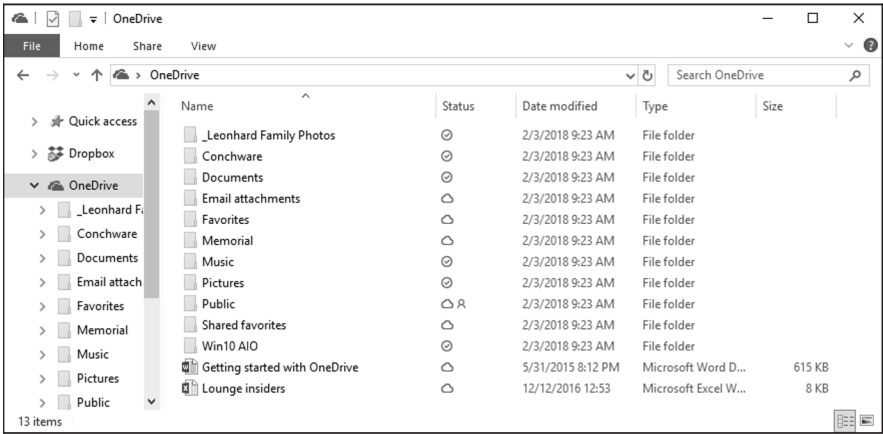 OneDrive
File Home Share View
OneDrive Search OneDrive
Name Status Date modified Type Size
Quick access
Dropbox
OneDrive
_Leonhard Fa
Conchware
Documents
Email attach
Favorites
Memorial
Music
Pictures
Public
_Leonhard Family Photos 2/3/2018 9:23 AM File folder
Conchware 2/3/2018 9:23 AM File folder
Documents 2/3/2018 9:23 AM File folder
Email attachments 2/3/2018 9:23 AM File folder
Favorites 2/3/2018 9:23 AM File folder
Memorial 2/3/2018 9:23 AM File folder
Music 2/3/2018 9:23 AM File folder
Pictures 2/3/2018 9:23 AM File folder
Public 2/3/2018 9:23 AM File folder
Shared favorites 2/3/2018 9:23 AM File folder
Win10 AIO 2/3/2018 9:23 AM File folder
Getting started with OneDrive 5/31/2015 8:12 PM Microsoft Word D... 615 KB
Lounge insiders 12/12/2016 12:53 Microsoft Excel W... 8 KB
13 items